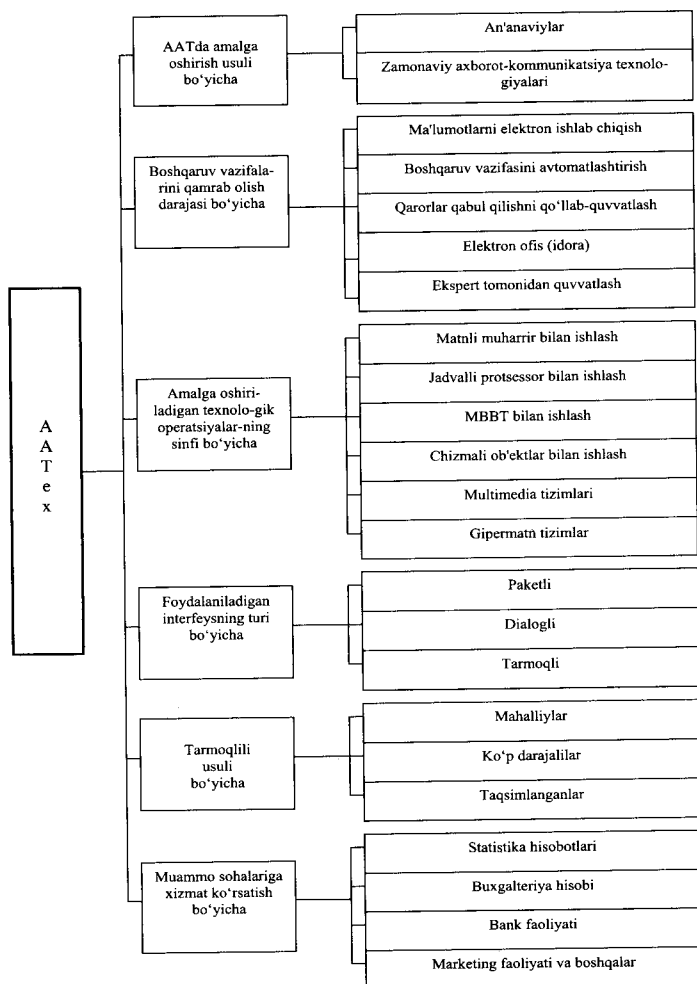 A
A
T
e
x
AATda amalga
oshirish usuli
bo‘yicha
An'anaviylar
Zamonaviy axborot-kommunikatsiya texnolo-
giyalari
Boshqaruv vazifala-
rini qamrab olish
darajasi bo‘yicha
Ma'lumotlarni elektron ishlab chiqish
Boshqaruv vazifasini avtomatlashtirish
Qarorlar qabul qilishni qo‘llab-quvvatlash
Elektron ofis (idora)
Ekspert tomonidan quvvatlash
Amalga oshiri-
ladigan texnolo-gik
operatsiyalar-ning
sinfi bo‘yicha
Matnli muharrir bilan ishlash
Jadvalli protsessor bilan ishlash
MBBT bilan ishlash
Chizmali ob'ektlar bilan ishlash
Multimedia tizimlari
Gipermatn tizimlar
Foydalaniladigan
interfeysning turi
bo‘yicha
Paketli
Dialogli
Tarmoqli
Tarmoqlili
usuli
bo‘yicha
Mahalliylar
Ko‘p darajalilar
Taqsimlanganlar
Muammo sohalariga
xizmat ko‘rsatish
bo‘yicha
Statistika hisobotlari
Buxgalteriya hisobi
Bank faoliyati
Marketing faoliyati va boshqalar